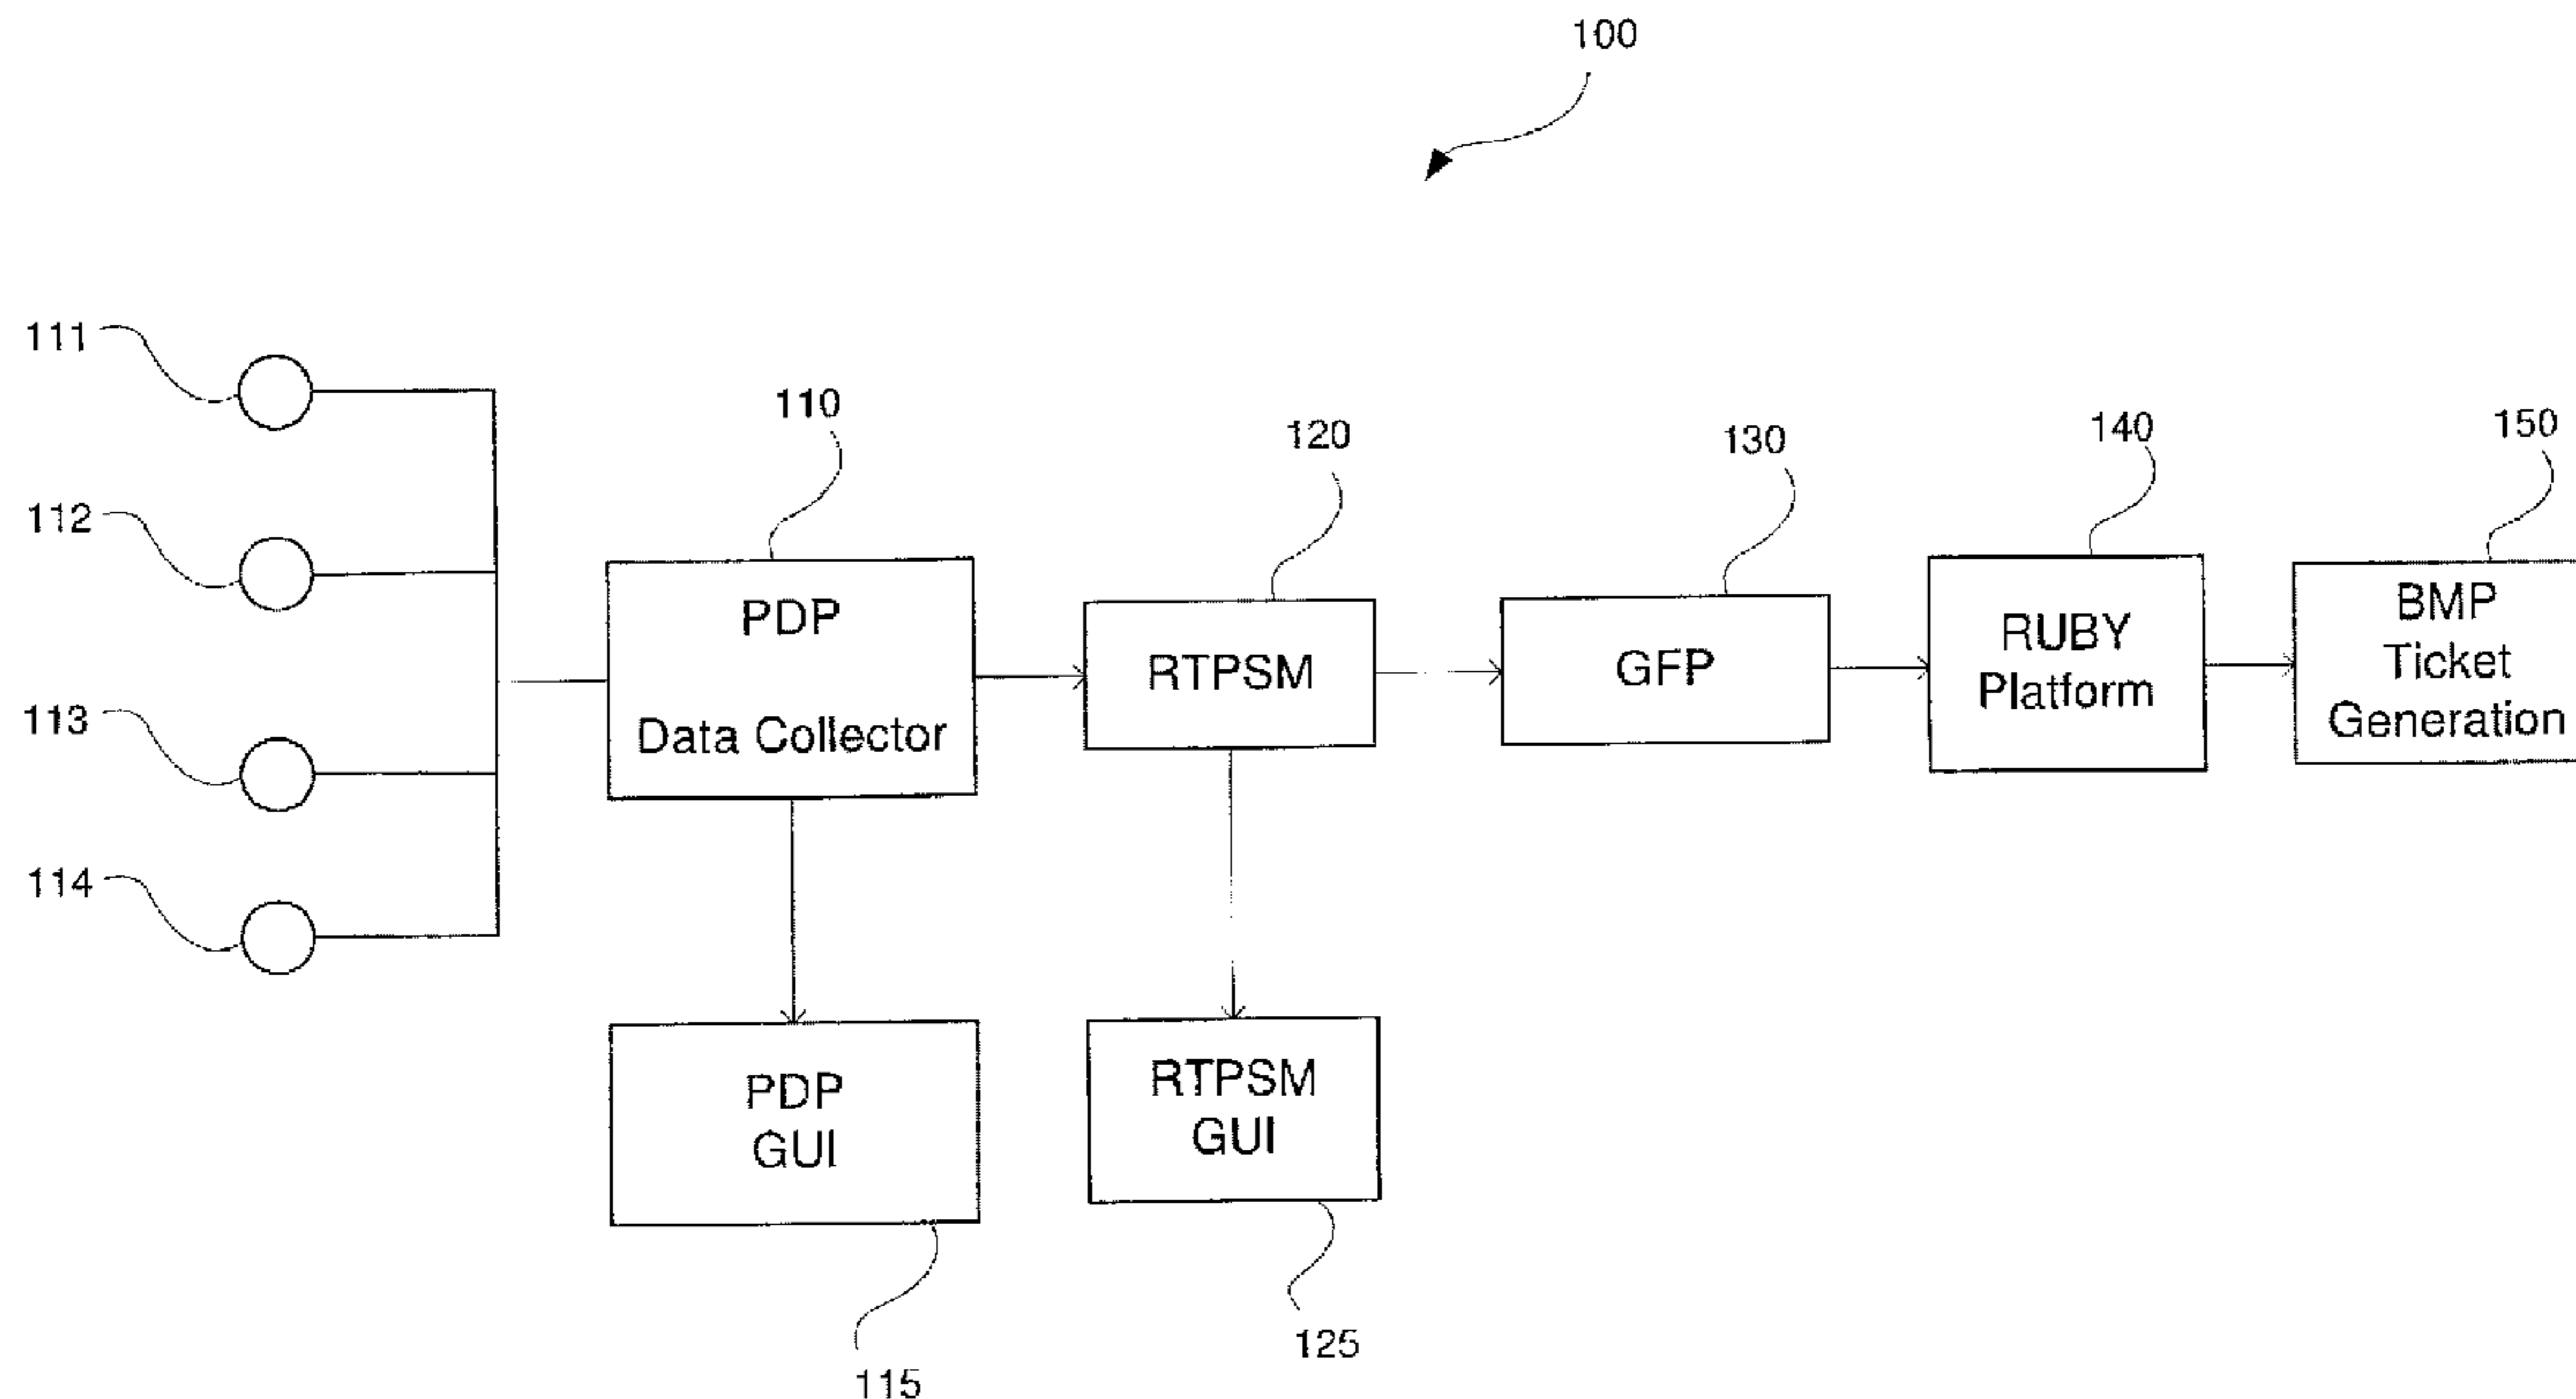 100
111
112
113
114
110
PDP
Data Collector
120
RTPSM
130
GFP
140
RUBY
Platform
150
BMP
Ticket
Generation
PDP
GUI
115
RTPSM
GUI
125